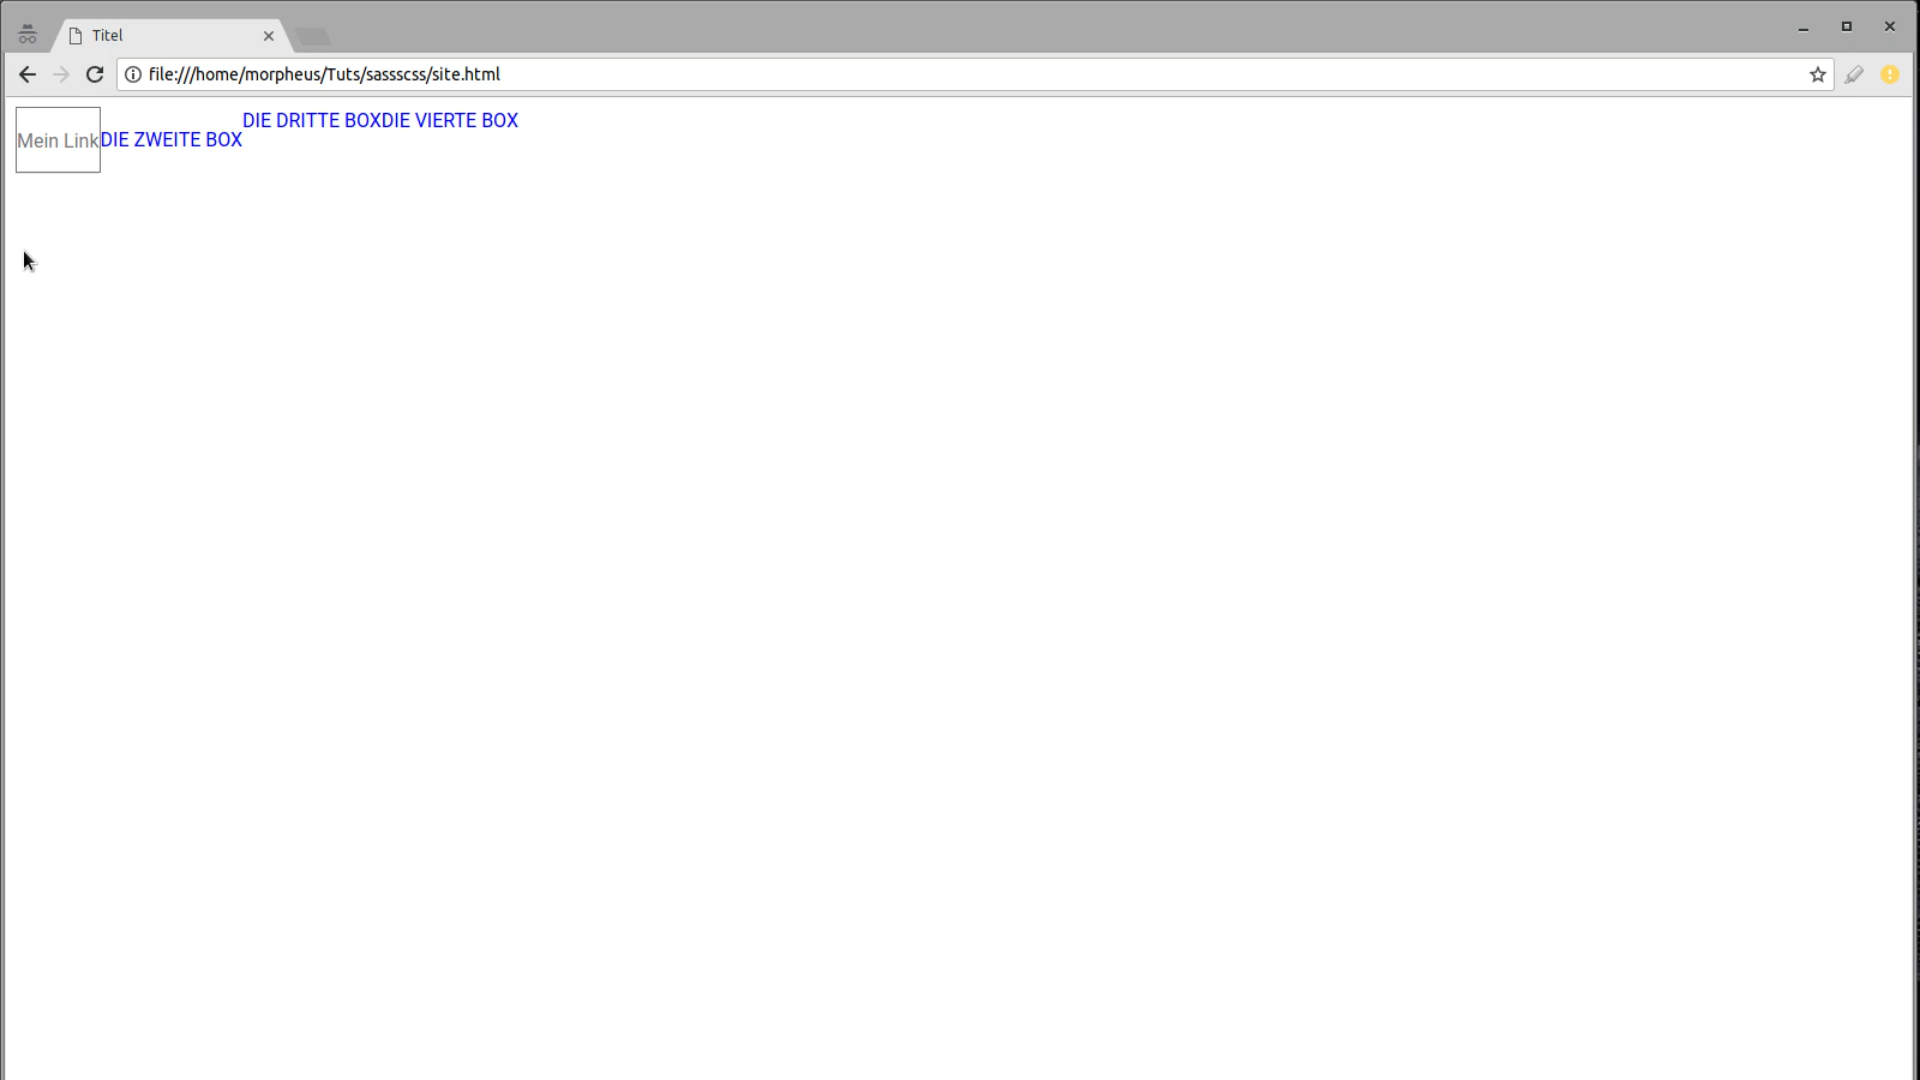 Titel
file:///home/morpheus/Tuts/sassscss/site.html
DIE DRITTE BOXDIE VIERTE BOX
Mein LinkDIE ZWEITE BOX